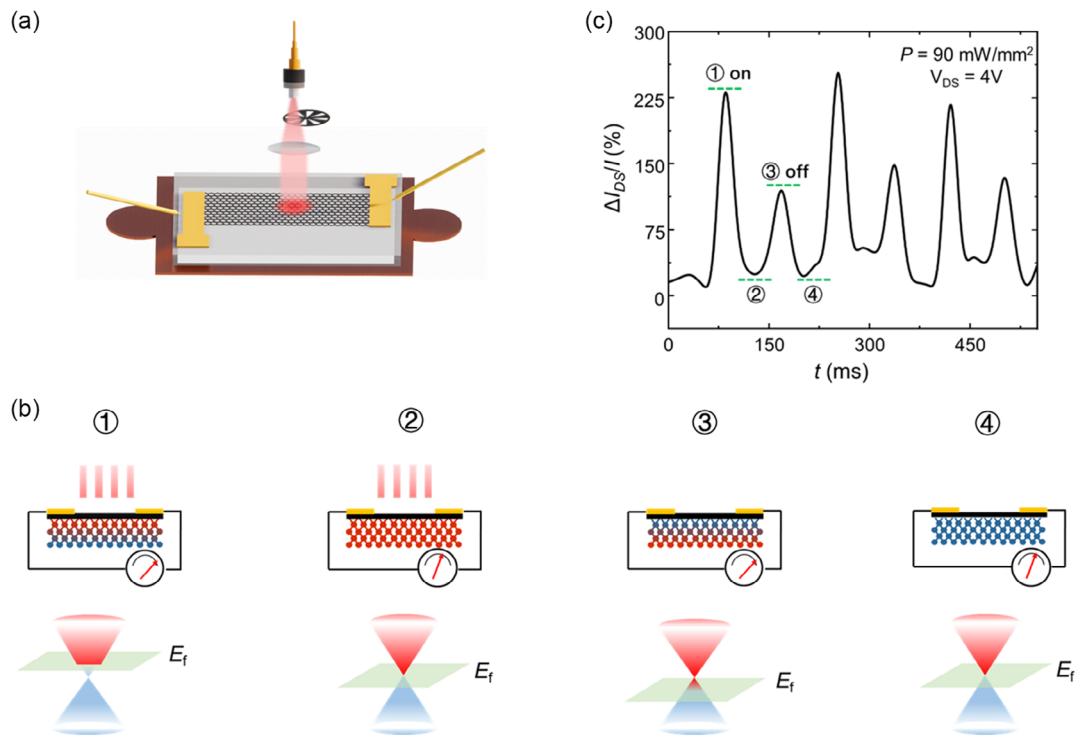 (a)
(c)
300
225
150
75
0
ΔI_DS/I (%)
P = 90 mW/mm²
V_DS = 4V
① on
③ off
②
④
0
150
300
450
t (ms)
(b)
①
②
③
④
E_f
E_f
E_f
E_f